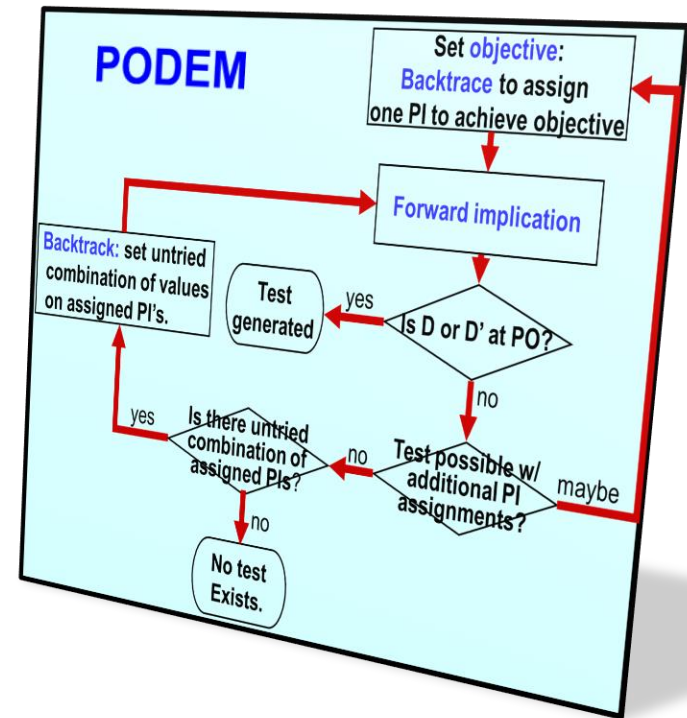 PODEM
Set objective:
Backtrace to assign
one PI to achieve objective
Forward implication
Backtrack: set untried
combination of values
on assigned PI's.
Test
generated
yes
Is D or D' at PO?
no
yes
Is there untried
combination of
assigned PIs?
no
Test possible w/
additional PI
assignments?
maybe
no
No test
Exists.